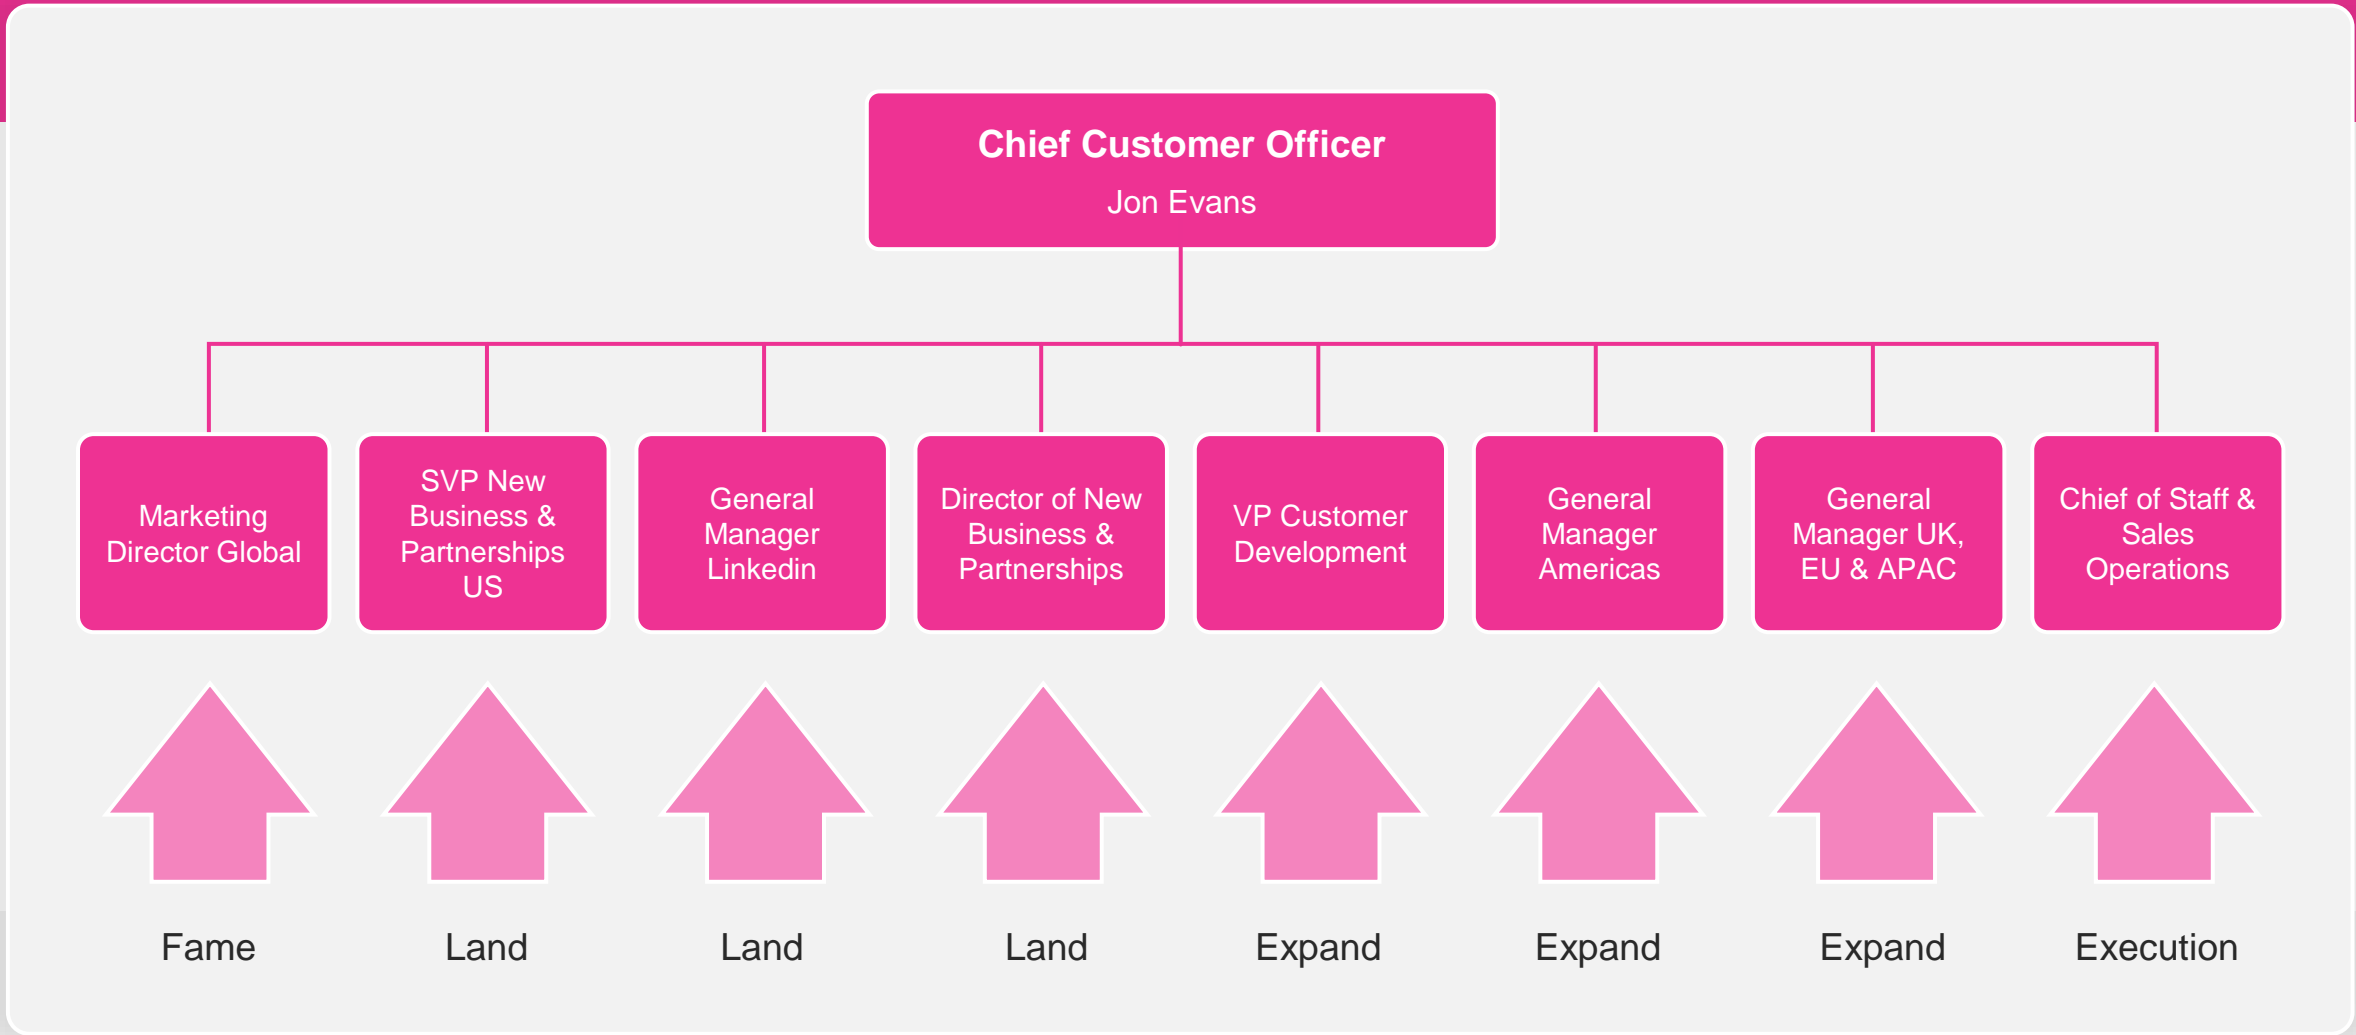 Chief Customer Officer
Jon Evans
Marketing
Director Global
SVP New
Business &
Partnerships
US
General
Manager
Linkedin
Director of New
Business &
Partnerships
VP Customer
Development
General
Manager
Americas
General
Manager UK,
EU & APAC
Chief of Staff &
Sales
Operations
Fame
Land
Land
Land
Expand
Expand
Expand
Execution